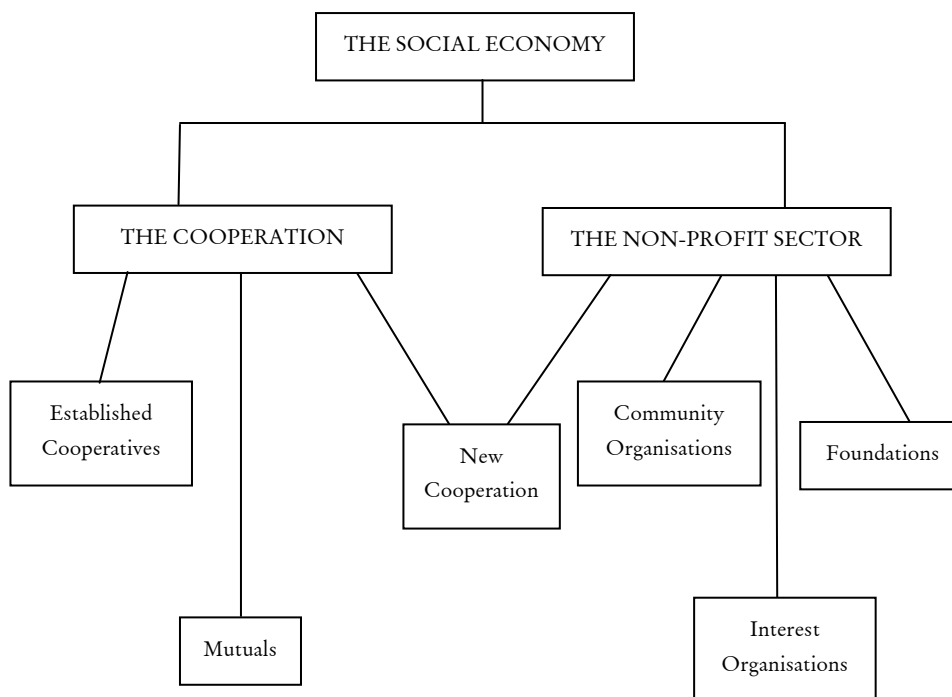 THE SOCIAL ECONOMY
THE COOPERATION
THE NON-PROFIT SECTOR
Established
Cooperatives
New
Cooperation
Community
Organisations
Foundations
Mutuals
Interest
Organisations